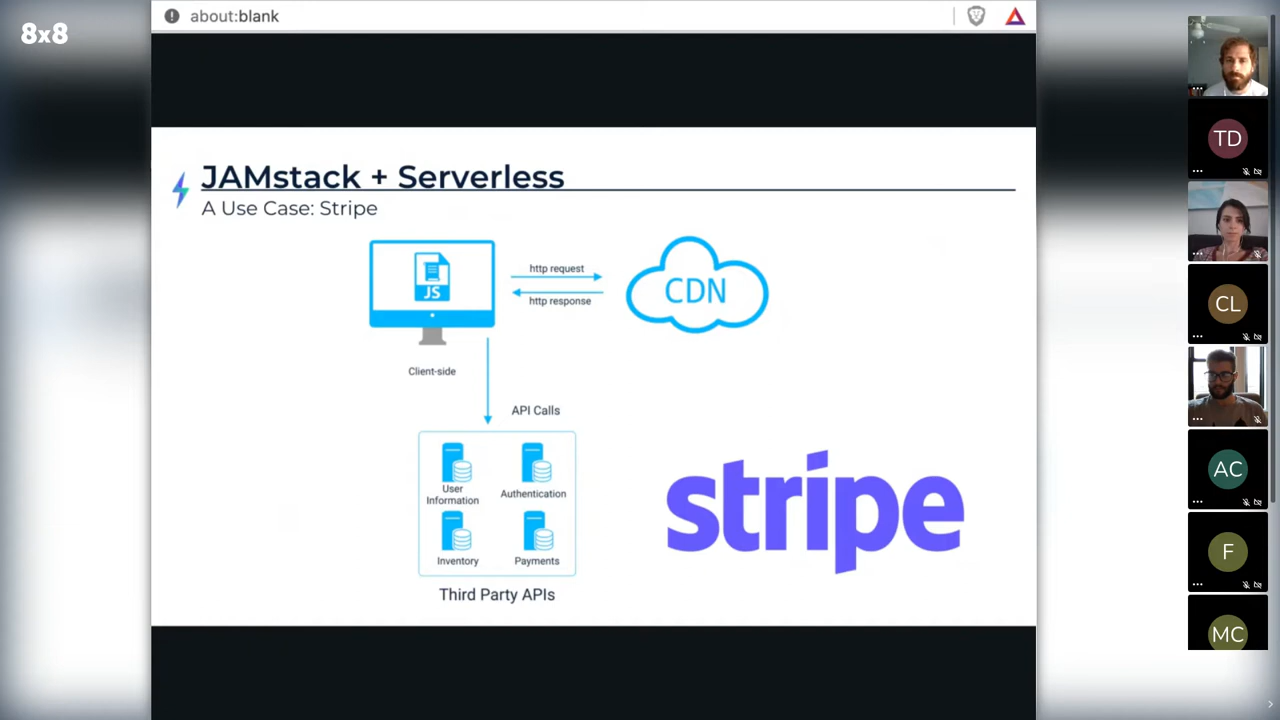 8x8
about:blank
JAMstack + Serverless
A Use Case: Stripe
JS
http request
http response
CDN
Client-side
API Calls
User
Information
Authentication
Inventory
Payments
Third Party APIs
stripe
TD
CL
AC
F
MC